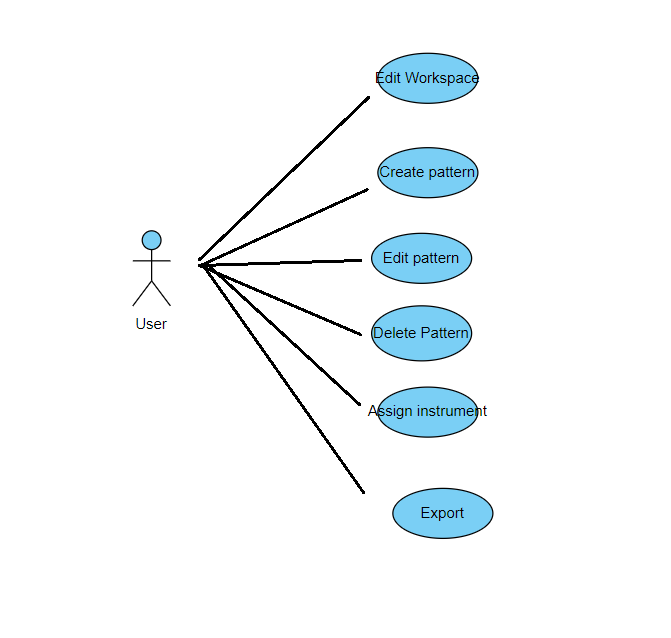 Edit Workspace
Create pattern
Edit pattern
User
Delete Pattern
Assign instrument
Export